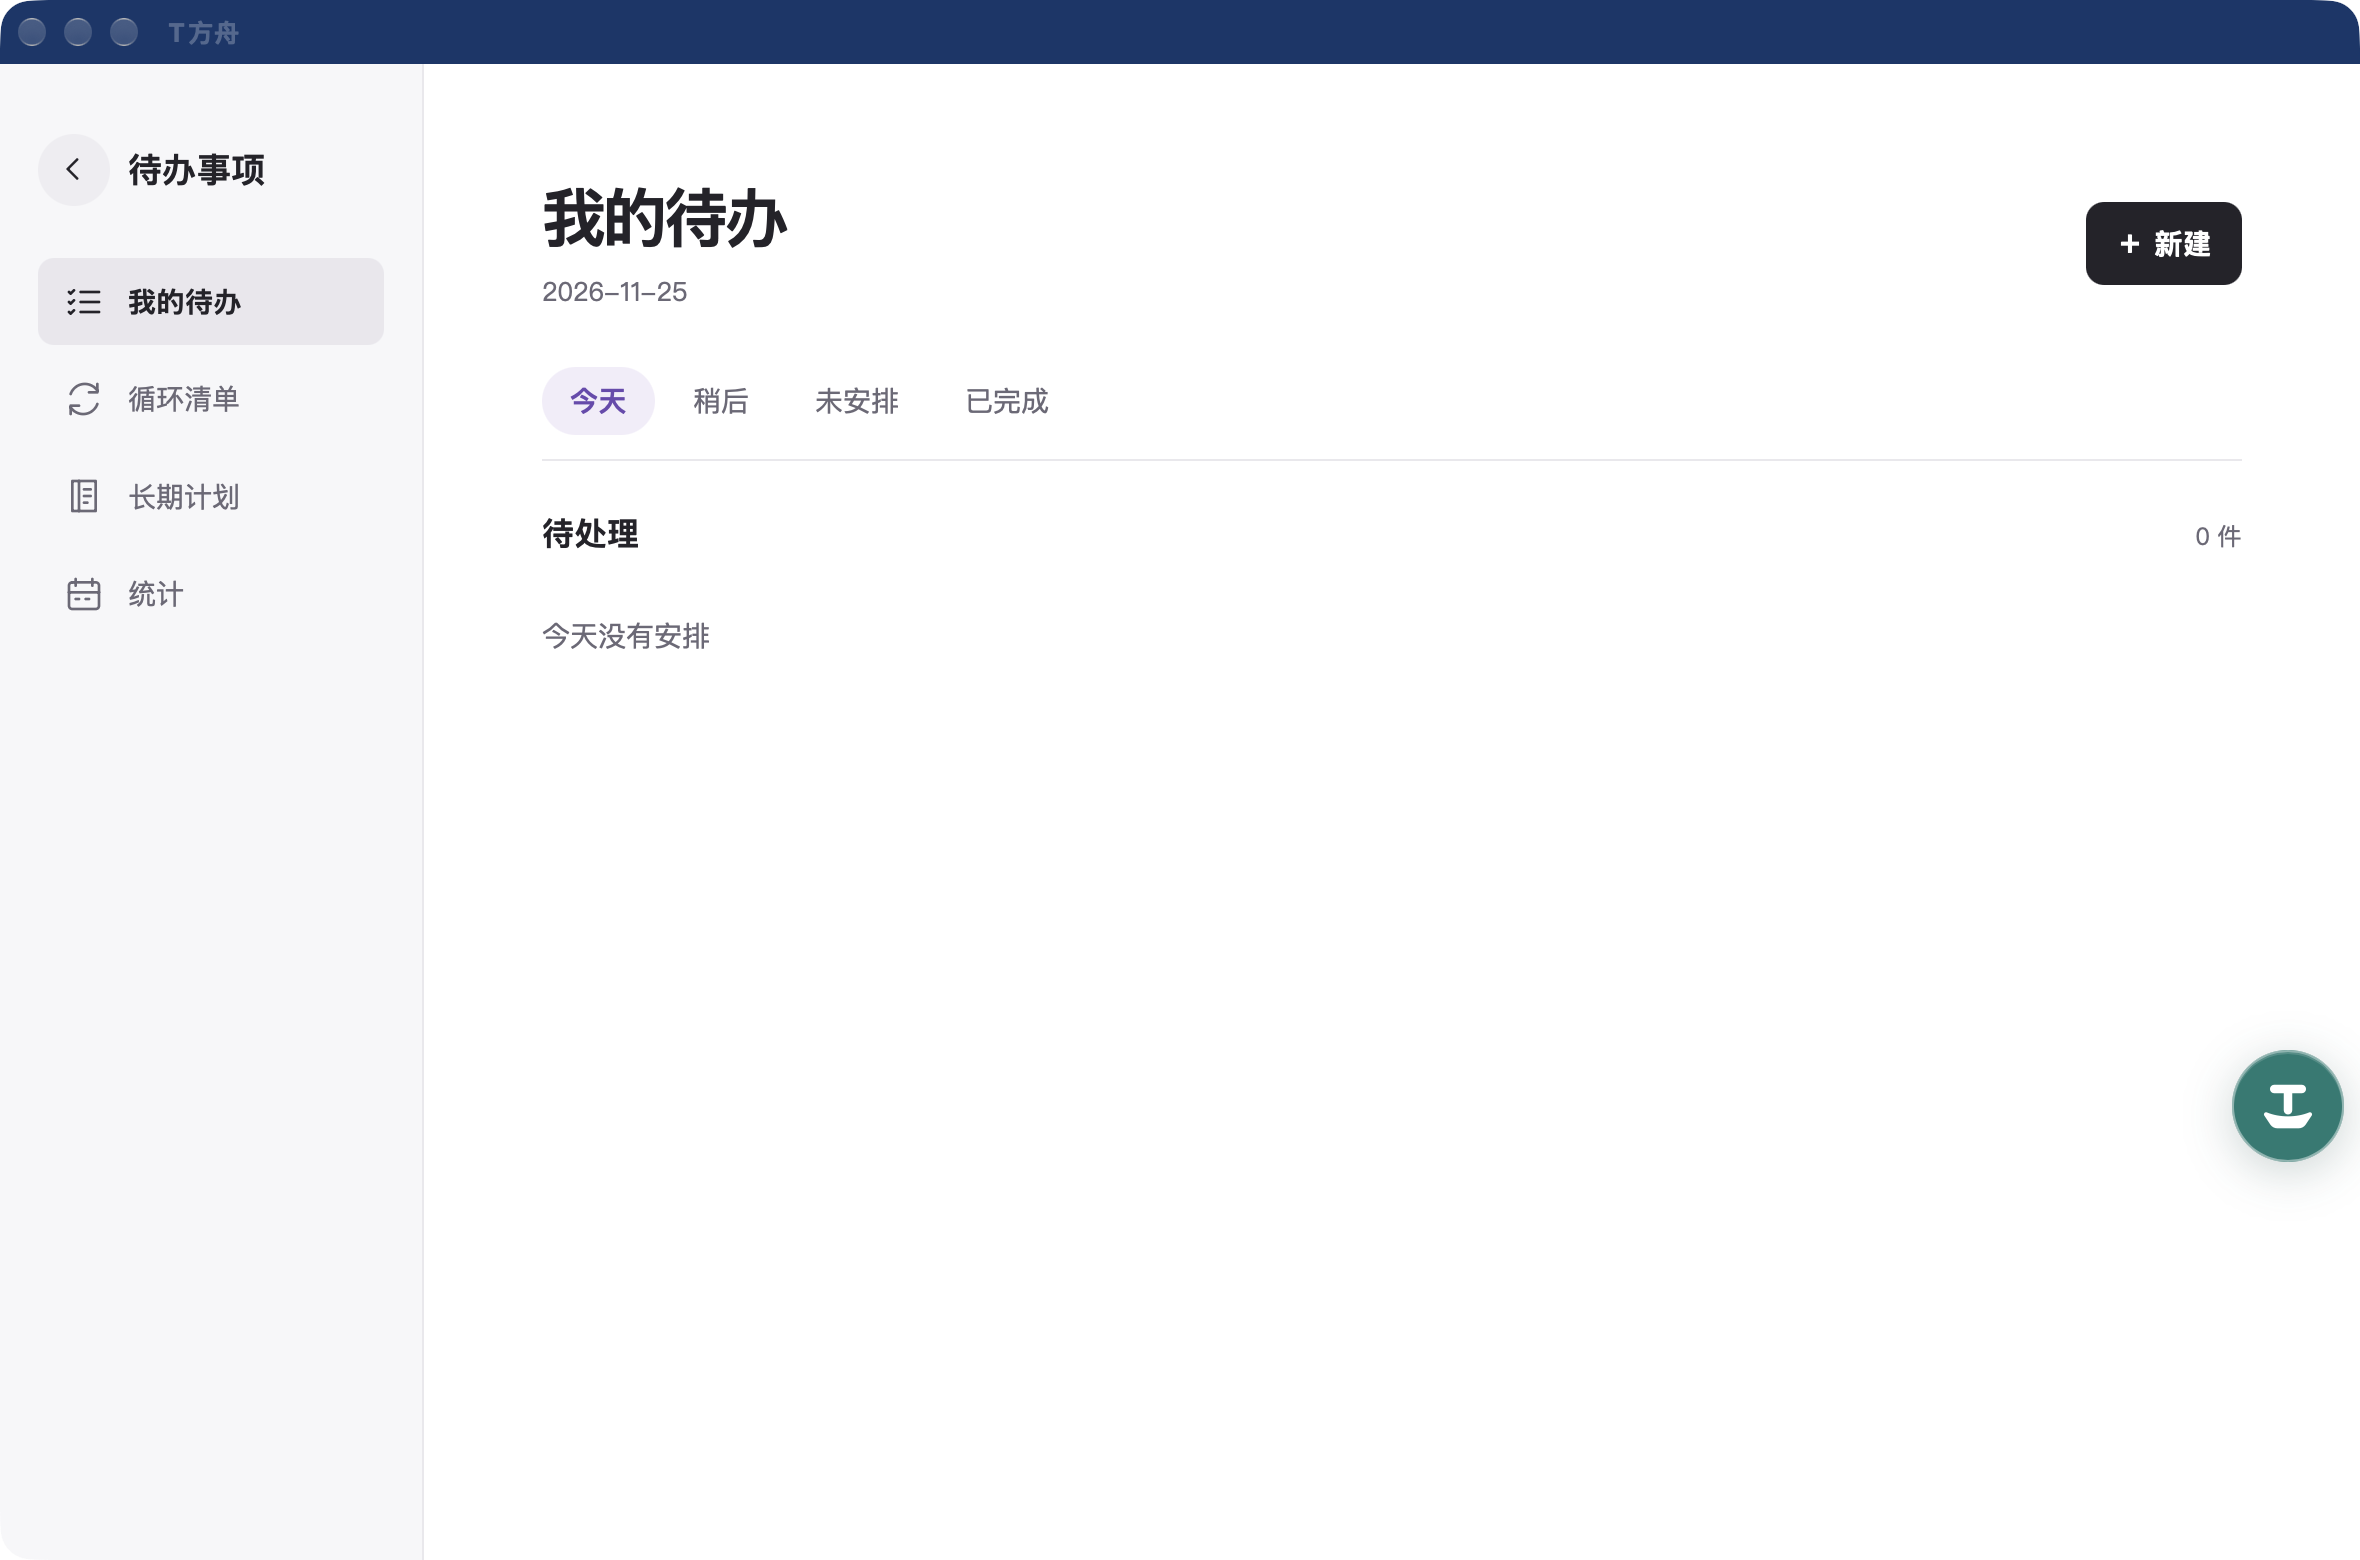 T方舟
待办事项
我的待办
循环清单
长期计划
统计
我的待办
2026-11-25
+ 新建
今天
稍后
未安排
已完成
待处理
0 件
今天没有安排